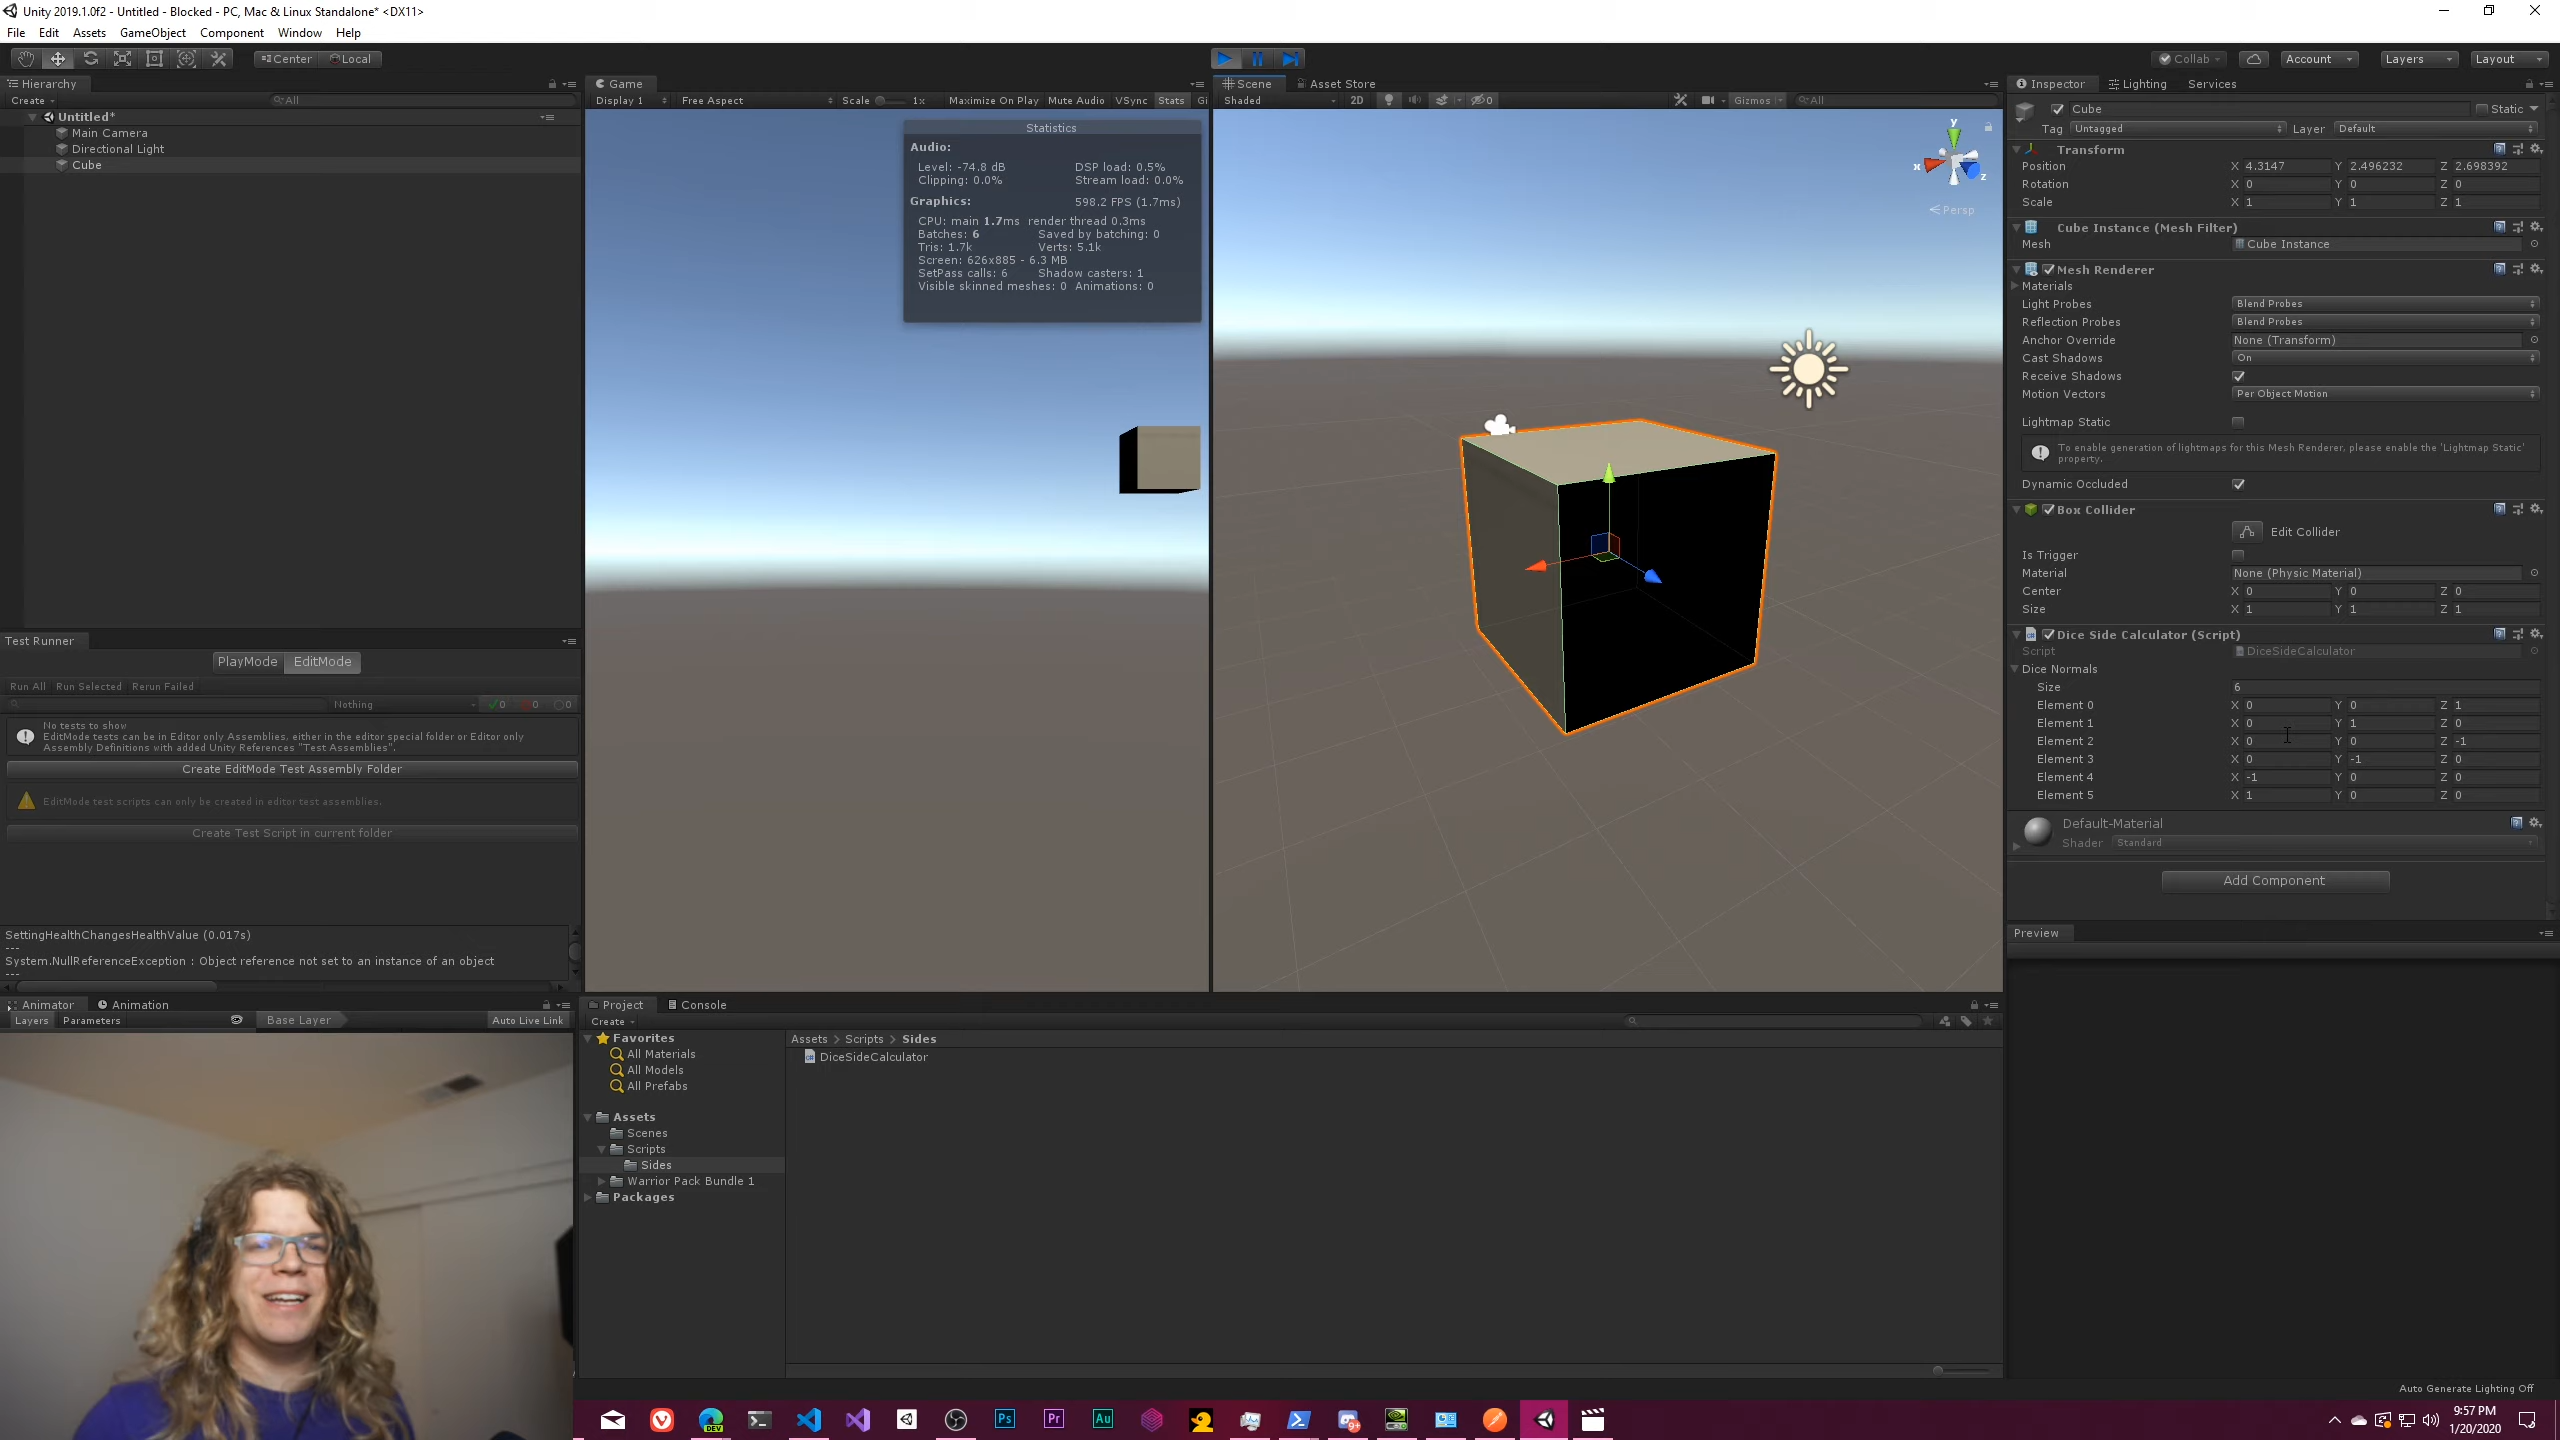 Unity 2019.1.0f2 - Untitled - Blocked - PC, Mac & Linux Standalone* <DX11>
File Edit Assets GameObject Component Window Help
Center Local
Collab Account Layers Layout
Hierarchy
Create All
Untitled*
Main Camera
Directional Light
Cube
Game
Display 1 Free Aspect Scale 1x Maximize On Play Mute Audio VSync Stats Gi
Statistics
Audio:
Level: -74.8 dB DSP load: 0.5%
Clipping: 0.0% Stream load: 0.0%
Graphics: 598.2 FPS (1.7ms)
CPU: main 1.7ms render thread 0.3ms
Batches: 6 Saved by batching: 0
Tris: 1.7k Verts: 5.1k
Screen: 626x885 - 6.3 MB
SetPass calls: 6 Shadow casters: 1
Visible skinned meshes: 0 Animations: 0
Scene Asset Store
Shaded 2D 0 Gizmos All
y
x
z
Persp
Inspector Lighting Services
Cube Static
Tag Untagged Layer Default
Transform
Position X 4.3147 Y 2.496232 Z 2.698392
Rotation X 0 Y 0 Z 0
Scale X 1 Y 1 Z 1
Cube Instance (Mesh Filter)
Mesh Cube Instance
Mesh Renderer
Materials
Light Probes Blend Probes
Reflection Probes Blend Probes
Anchor Override None (Transform)
Cast Shadows On
Receive Shadows
Motion Vectors Per Object Motion
Lightmap Static
To enable generation of lightmaps for this Mesh Renderer, please enable the 'Lightmap Static'
property.
Dynamic Occluded
Box Collider
Edit Collider
Is Trigger
Material None (Physic Material)
Center X 0 Y 0 Z 0
Size X 1 Y 1 Z 1
Dice Side Calculator (Script)
Script DiceSideCalculator
Dice Normals
Size 6
Element 0 X 0 Y 0 Z 1
Element 1 X 0 Y 1 Z 0
Element 2 X 0 Y 0 Z -1
Element 3 X 0 Y -1 Z 0
Element 4 X -1 Y 0 Z 0
Element 5 X 1 Y 0 Z 0
Default-Material
Shader Standard
Add Component
Preview
Test Runner
PlayMode EditMode
Run All Run Selected Rerun Failed
Nothing 0 0 0
No tests to show
EditMode tests can be in Editor only Assemblies, either in the editor special folder or Editor only
Assembly Definitions with added Unity References "Test Assemblies".
Create EditMode Test Assembly Folder
EditMode test scripts can only be created in editor test assemblies.
Create Test Script in current folder
SettingHealthChangesHealthValue (0.017s)
---
System.NullReferenceException : Object reference not set to an instance of an object
---
Animator Animation
Layers Parameters Base Layer Auto Live Link
Project Console
Create
Favorites
All Materials
All Models
All Prefabs
Assets
Scenes
Scripts
Sides
Warrior Pack Bundle 1
Packages
Assets > Scripts > Sides
DiceSideCalculator
Auto Generate Lighting Off
DEV Ps Pr Au 9+
9:57 PM
1/20/2020